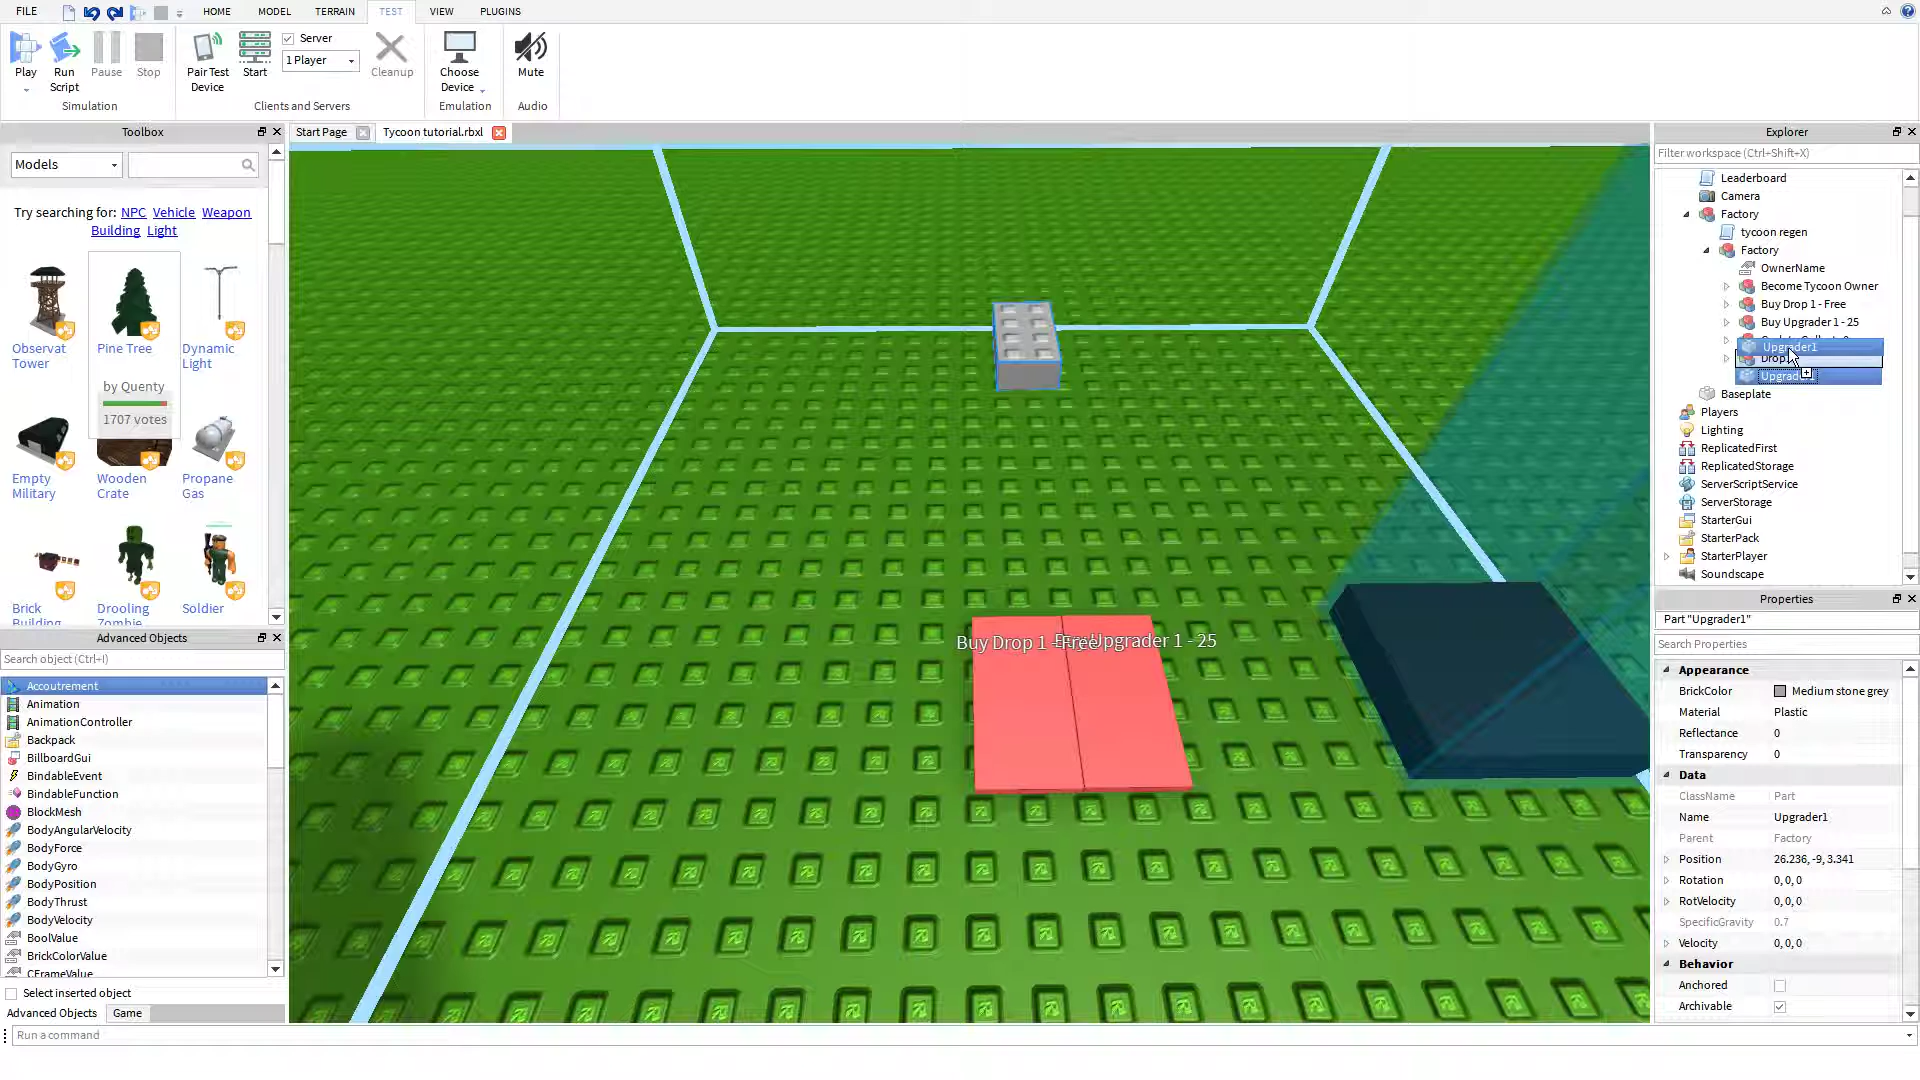 FILE
HOME
MODEL
TERRAIN
TEST
VIEW
PLUGINS
Play
Run
Script
Pause
Stop
Simulation
Pair Test
Device
Start
Server
1 Player
Cleanup
Clients and Servers
Choose
Device
Emulation
Mute
Audio
Toolbox
Models
Try searching for: NPC Vehicle Weapon
Building Light
Observat
Tower
Pine Tree
by Quenty
1707 votes
Dynamic
Light
Empty
Military
Wooden
Crate
Propane
Gas
Brick
Building
Drooling
Zombie
Soldier
Advanced Objects
Search object (Ctrl+I)
Accoutrement
Animation
AnimationController
Backpack
BillboardGui
BindableEvent
BindableFunction
BlockMesh
BodyAngularVelocity
BodyForce
BodyGyro
BodyPosition
BodyThrust
BodyVelocity
BoolValue
BrickColorValue
CFrameValue
Select inserted object
Advanced Objects
Game
Run a command
Start Page
Tycoon tutorial.rbxl
Buy Drop 1 - Free
Buy Upgrader 1 - 25
Explorer
Filter workspace (Ctrl+Shift+X)
Leaderboard
Camera
Factory
tycoon regen
Factory
OwnerName
Become Tycoon Owner
Buy Drop 1 - Free
Buy Upgrader 1 - 25
Upgrader1
Baseplate
Players
Lighting
ReplicatedFirst
ReplicatedStorage
ServerScriptService
ServerStorage
StarterGui
StarterPack
StarterPlayer
Soundscape
Properties
Part "Upgrader1"
Search Properties
Appearance
BrickColor Medium stone grey
Material Plastic
Reflectance 0
Transparency 0
Data
ClassName Part
Name Upgrader1
Parent Factory
Position 26.236, -9, 3.341
Rotation 0, 0, 0
RotVelocity 0, 0, 0
SpecificGravity 0.7
Velocity 0, 0, 0
Behavior
Anchored
Archivable